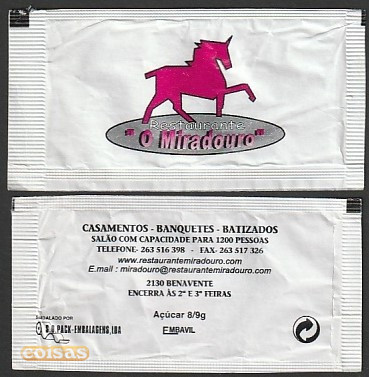 Restaurante
" O Miradouro"
CASAMENTOS - BANQUETES - BATIZADOS
SALÃO COM CAPACIDADE PARA 1200 PESSOAS
TELEFONE- 263 516 398 - FAX- 263 517 326
www.restaurantemiradouro.com
E.mail : miradouro@restaurantemiradouro.com
2130 BENAVENTE
ENCERRA ÀS 2ª E 3ª FEIRAS
EMBALADO POR
PACK-EMBALAGENS, LDA
Açúcar 8/9g
EMBAVIL
coisas